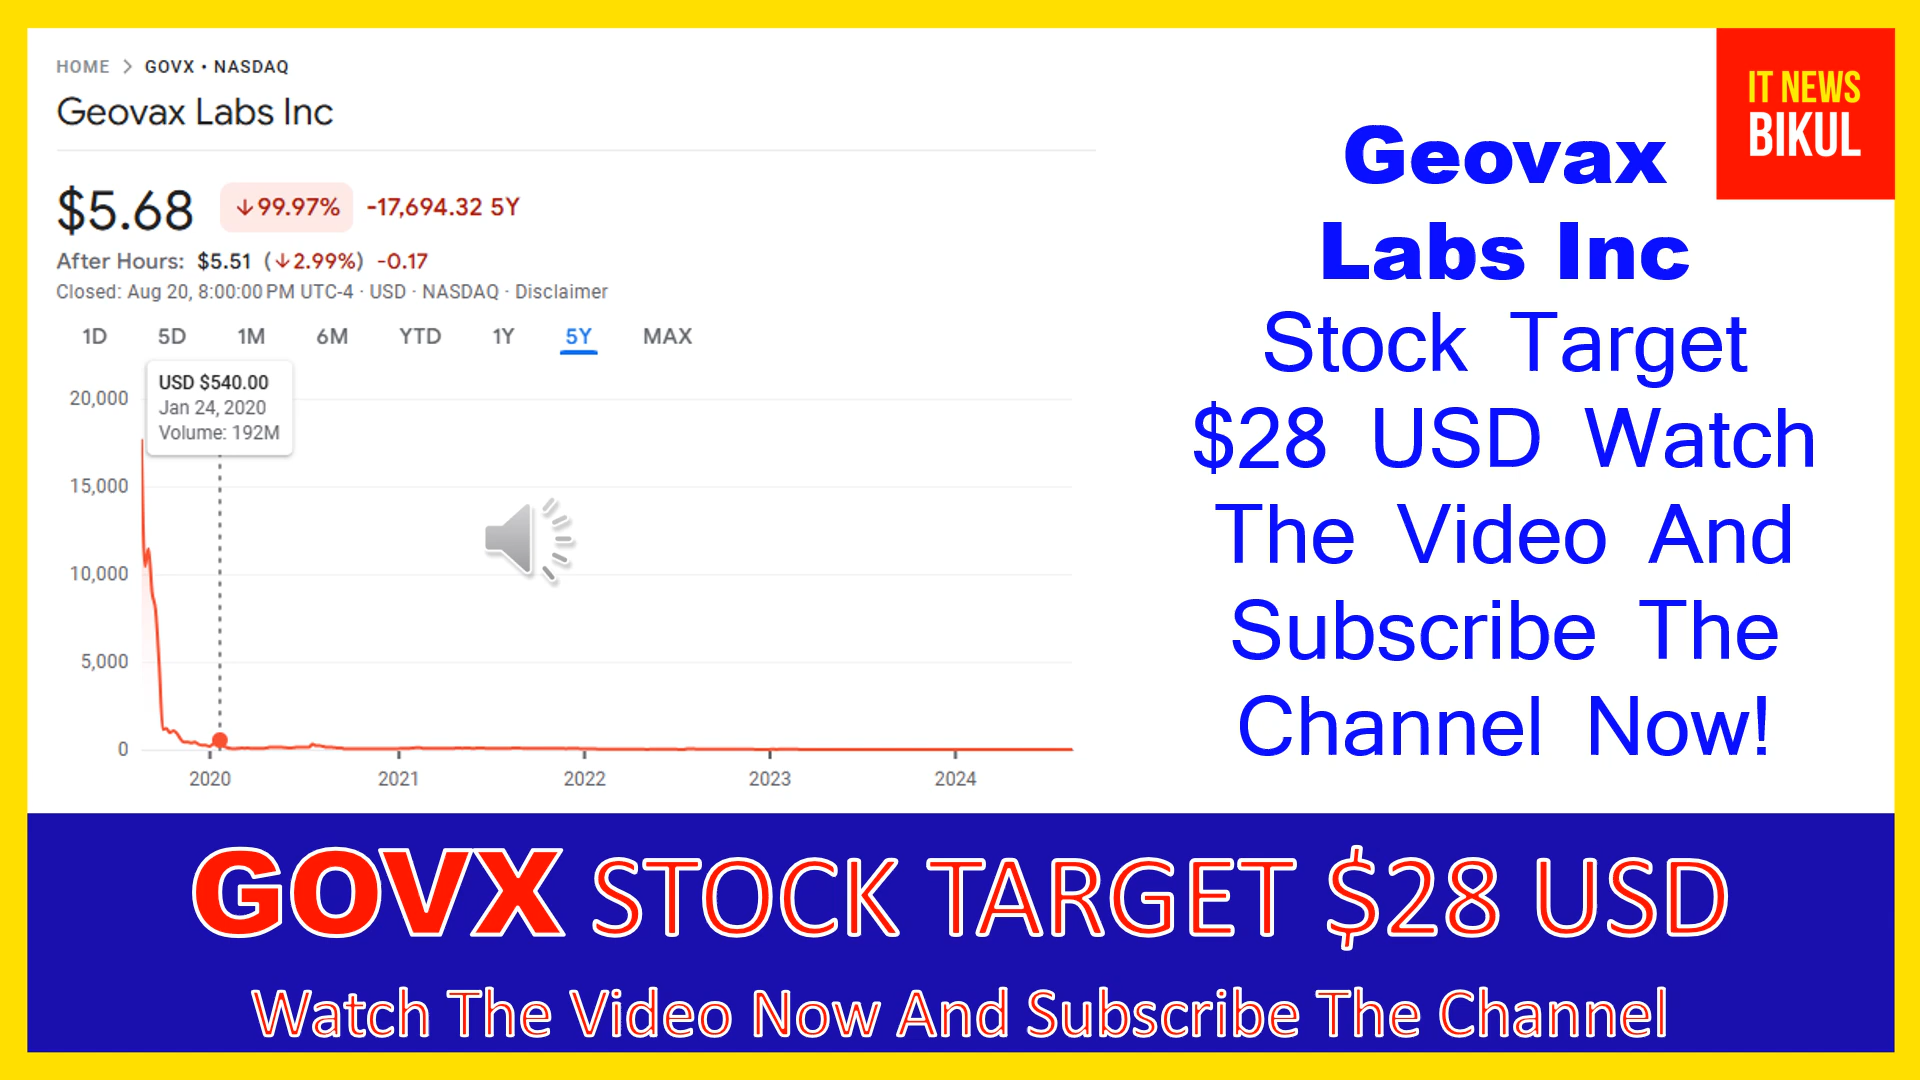 HOME > GOVX • NASDAQ
Geovax Labs Inc
$5.68 ↓99.97% -17,694.32 5Y
After Hours: $5.51 (↓2.99%) -0.17
Closed: Aug 20, 8:00:00 PM UTC-4 · USD · NASDAQ · Disclaimer
1D 5D 1M 6M YTD 1Y 5Y MAX
USD $540.00
Jan 24, 2020
Volume: 192M
20,000
15,000
10,000
5,000
0
2020 2021 2022 2023 2024
IT NEWS
BIKUL
Geovax
Labs Inc
Stock Target
$28 USD Watch
The Video And
Subscribe The
Channel Now!
GOVX STOCK TARGET $28 USD
Watch The Video Now And Subscribe The Channel